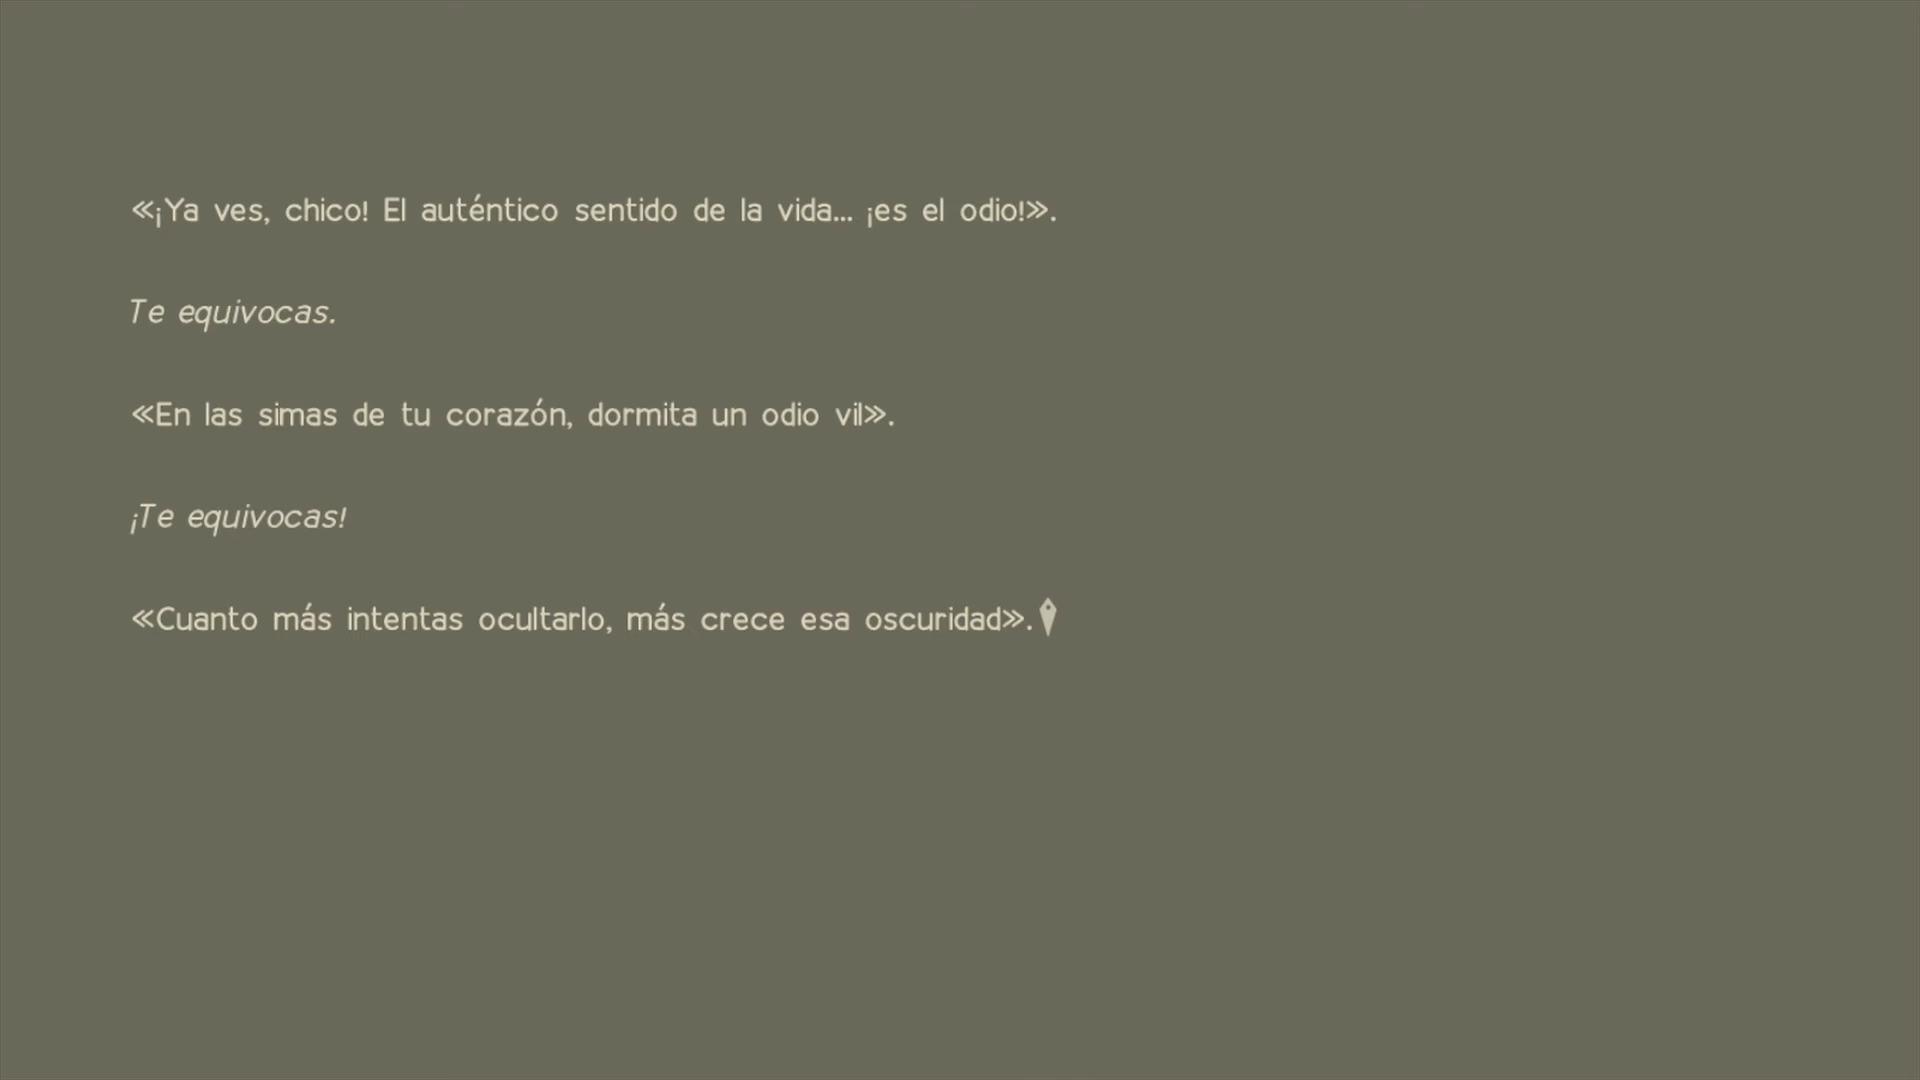 «¡Ya ves, chico! El auténtico sentido de la vida... ¡es el odio!».
Te equivocas.
«En las simas de tu corazón, dormita un odio vil».
¡Te equivocas!
«Cuanto más intentas ocultarlo, más crece esa oscuridad».